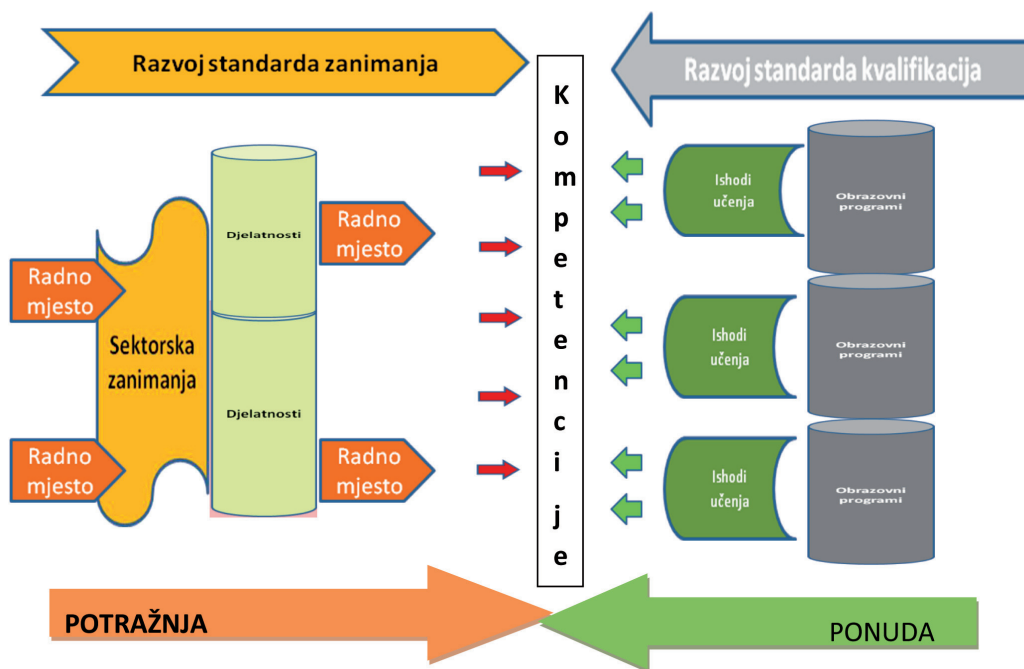 Razvoj standarda zanimanja
Razvoj standarda kvalifikacija
Kompetencije
Radno
mjesto
Radno
mjesto
Sektorska
zanimanja
Djelatnosti
Djelatnosti
Radno
mjesto
Radno
mjesto
Ishodi
učenja
Obrazovni
programi
Ishodi
učenja
Obrazovni
programi
Ishodi
učenja
Obrazovni
programi
POTRAŽNJA
PONUDA